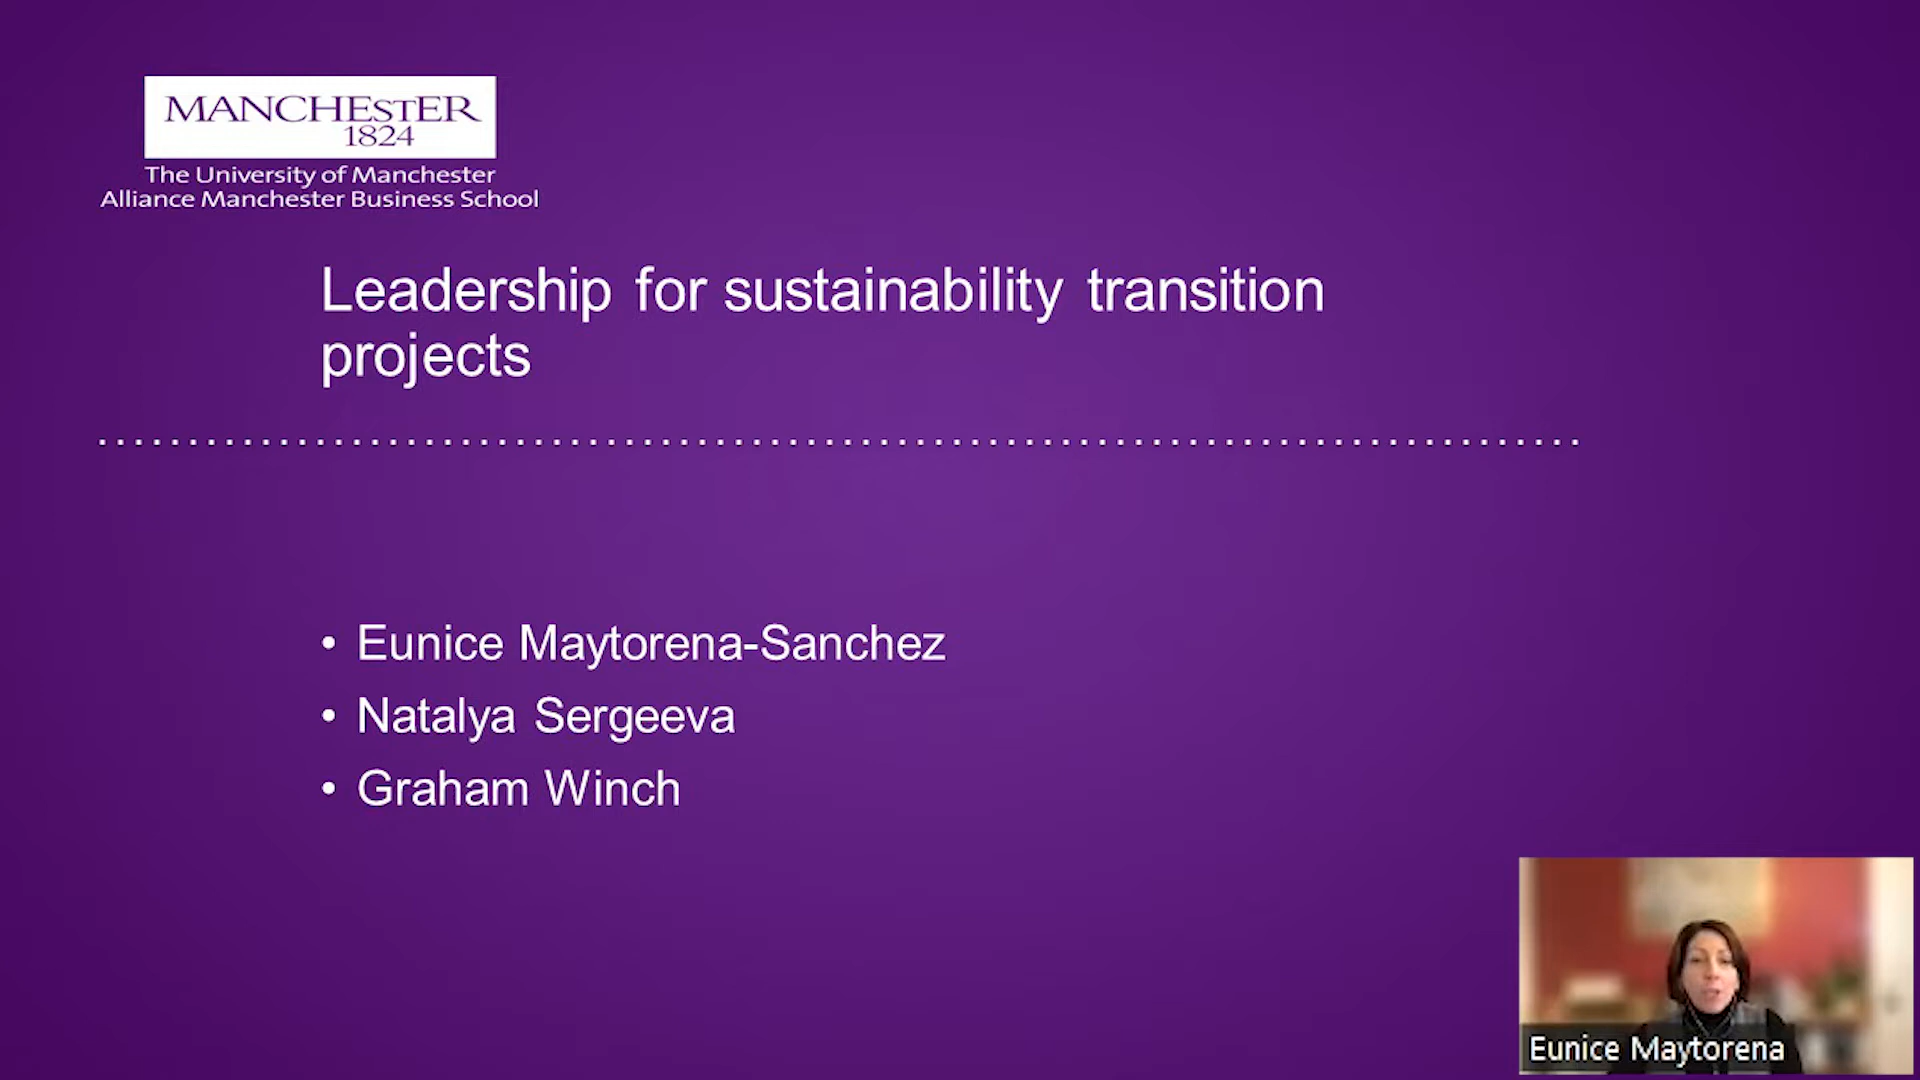 MANCHESTER
1824
The University of Manchester
Alliance Manchester Business School
Leadership for sustainability transition
projects
• Eunice Maytorena-Sanchez
• Natalya Sergeeva
• Graham Winch
Eunice Maytorena